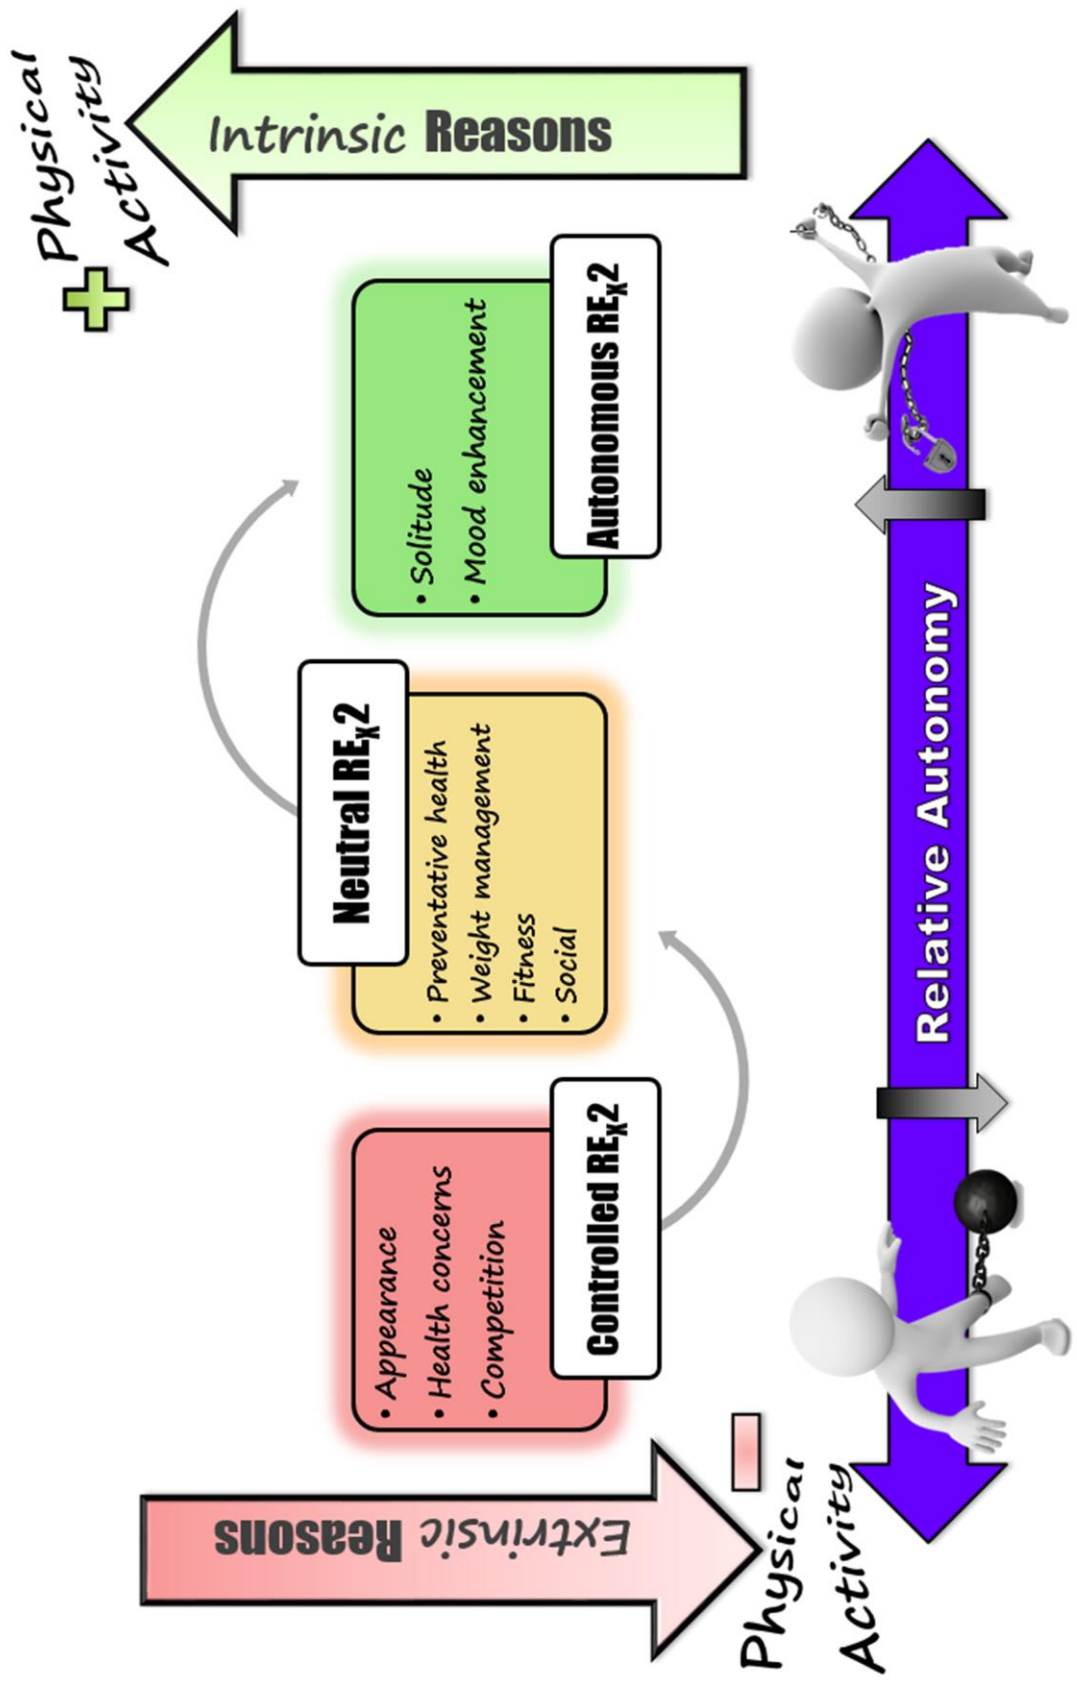 Extrinsic Reasons
Physical
Activity
• Appearance
• Health concerns
• Competition
Controlled REx2
Neutral REx2
• Preventative health
• Weight management
• Fitness
• Social
• Solitude
• Mood enhancement
Autonomous REx2
+ Physical
Activity
Intrinsic Reasons
Relative Autonomy